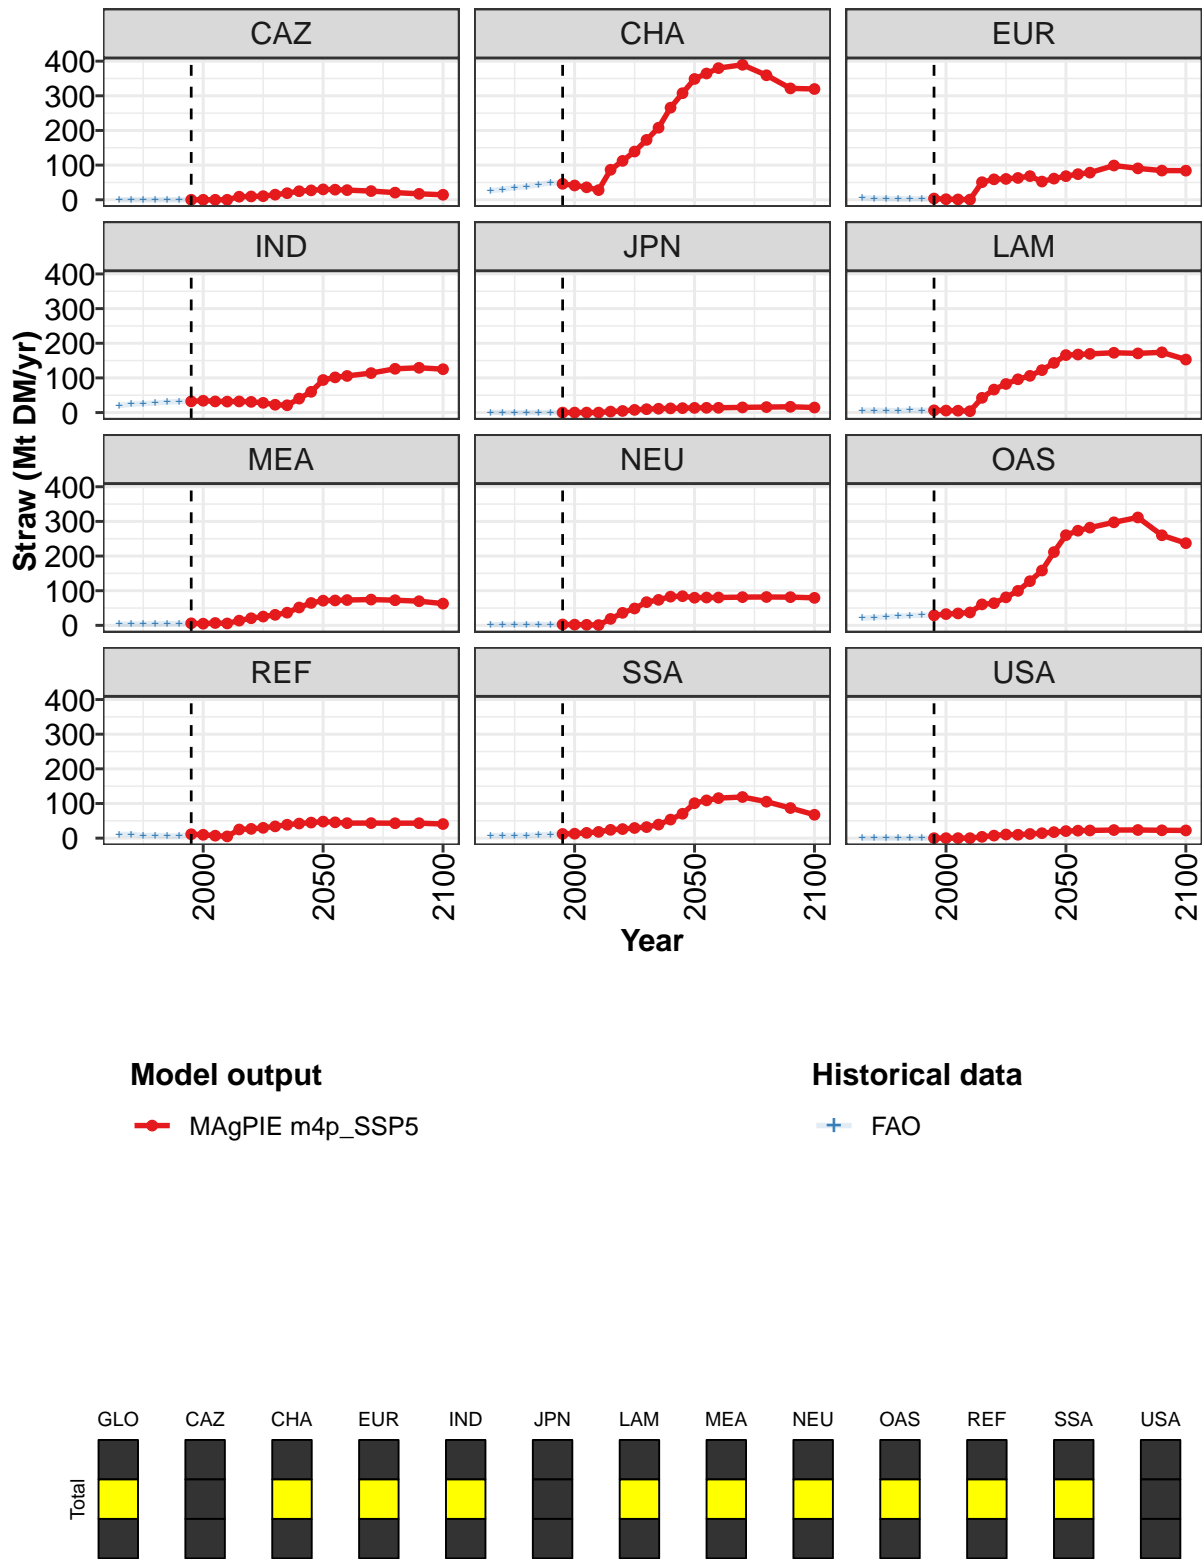 CAZ CHA EUR
400
300
200
100
0
IND JPN LAM
400
300
200
100
0
MEA NEU OAS
400
300
200
100
0
REF SSA USA
400
300
200
100
0
Straw (Mt DM/yr)
2000 2050 2100 2000 2050 2100 2000 2050 2100
Year
Model output Historical data
MAgPIE m4p_SSP5 FAO
GLO CAZ CHA EUR IND JPN LAM MEA NEU OAS REF SSA USA
Total